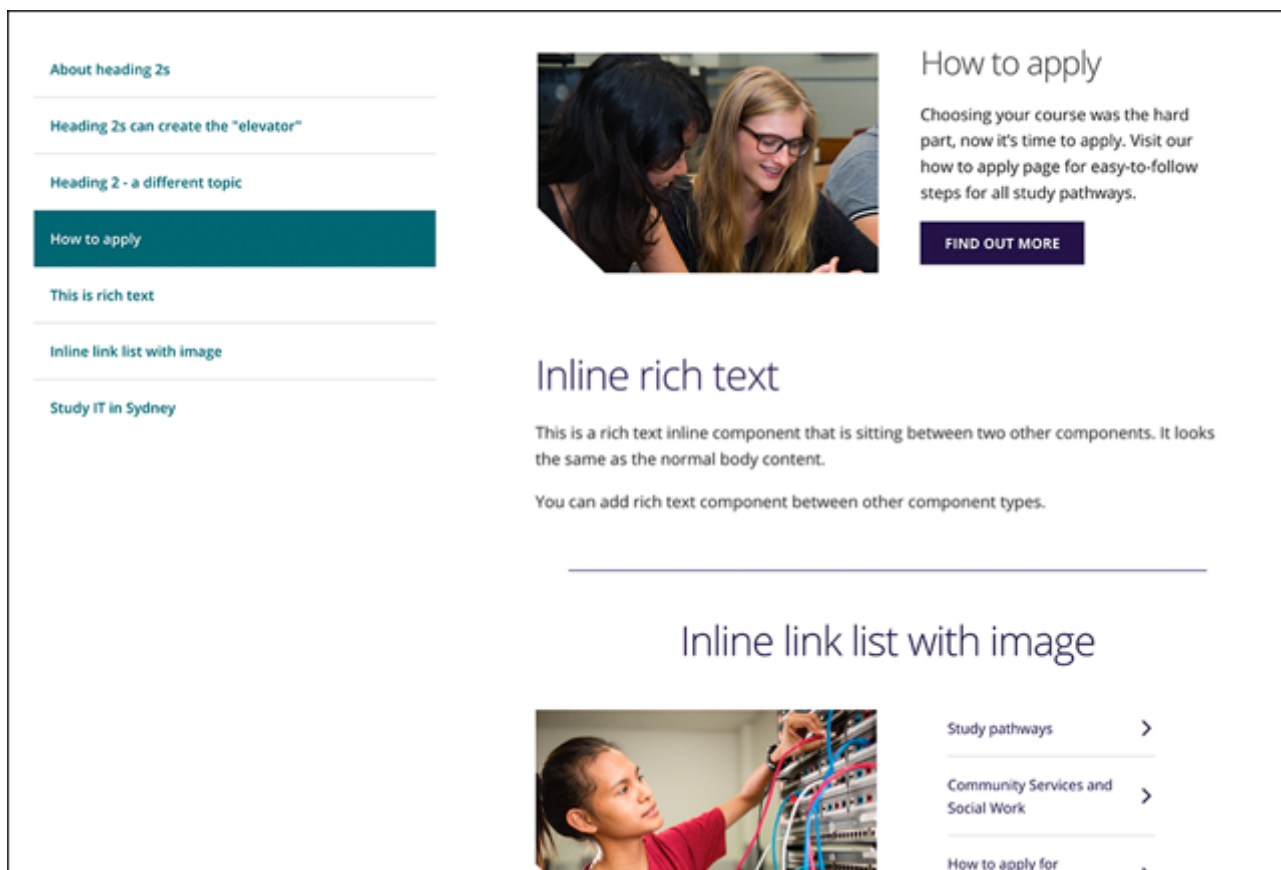 About heading 2s
Heading 2s can create the "elevator"
Heading 2 - a different topic
How to apply
This is rich text
Inline link list with image
Study IT in Sydney
How to apply
Choosing your course was the hard
part, now it's time to apply. Visit our
how to apply page for easy-to-follow
steps for all study pathways.
FIND OUT MORE
Inline rich text
This is a rich text inline component that is sitting between two other components. It looks
the same as the normal body content.
You can add rich text component between other component types.
Inline link list with image
Study pathways
Community Services and
Social Work
How to apply for